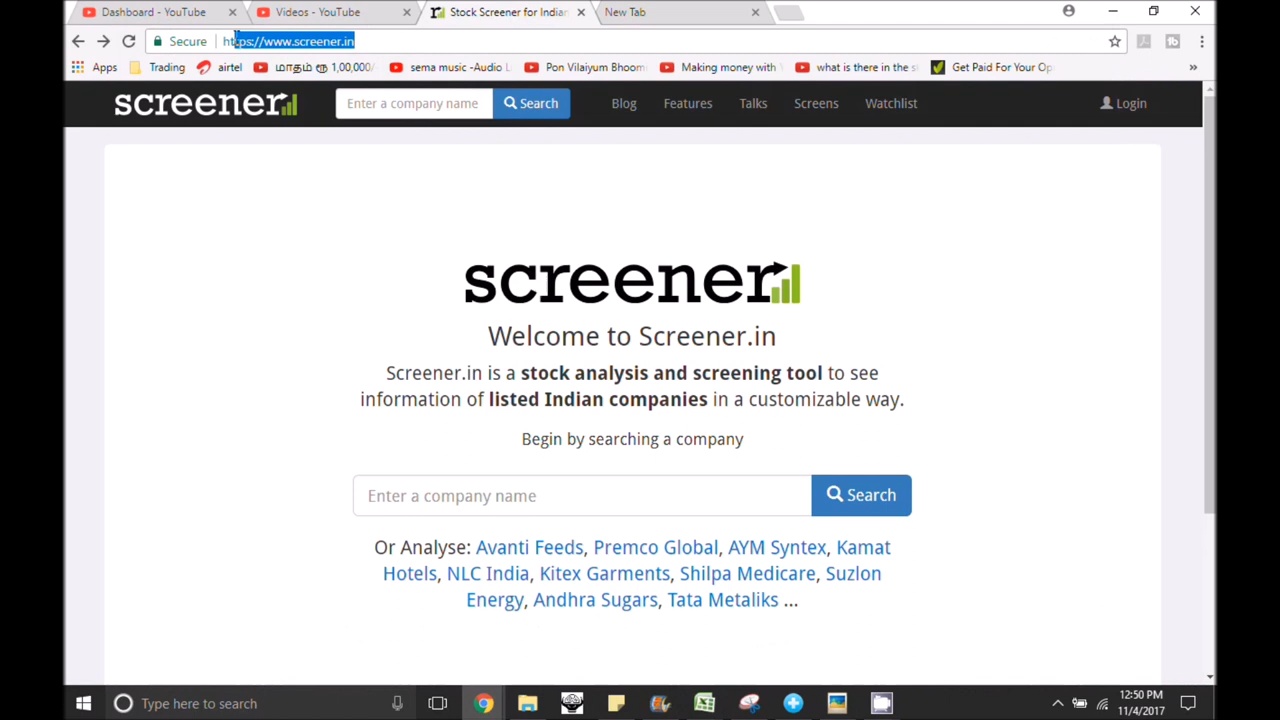 Dashboard - YouTube
Videos - YouTube
Stock Screener for Indian
New Tab
Secure
https://www.screener.in
Apps
Trading
airtel
மாதம் ரூ 1,00,000/
sema music -Audio L
Pon Vilaiyum Bhoom
Making money with
what is there in the s
Get Paid For Your Op
»
screener
Enter a company name
Search
Blog
Features
Talks
Screens
Watchlist
Login
screener
Welcome to Screener.in
Screener.in is a stock analysis and screening tool to see
information of listed Indian companies in a customizable way.
Begin by searching a company
Enter a company name
Search
Or Analyse: Avanti Feeds, Premco Global, AYM Syntex, Kamat
Hotels, NLC India, Kitex Garments, Shilpa Medicare, Suzlon
Energy, Andhra Sugars, Tata Metaliks ...
Type here to search
12:50 PM
11/4/2017